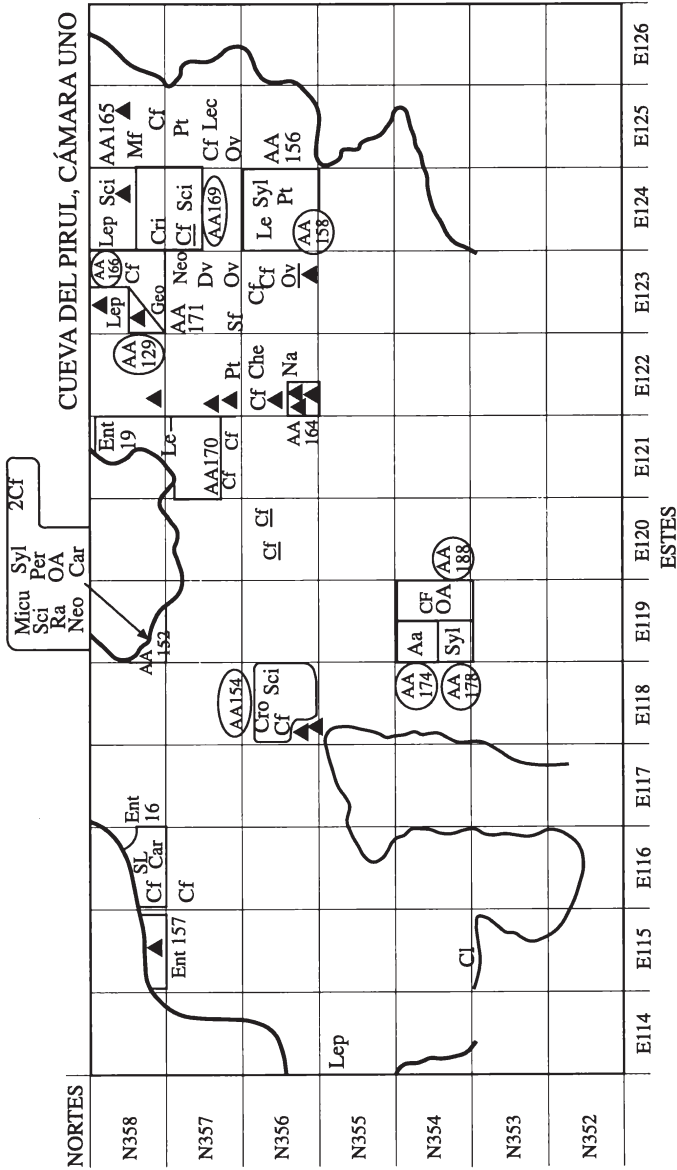 CUEVA DEL PIRUL, CÁMARA UNO
NORTES
Micu Syl 2Cf
Sci Per
Ra OA
Neo Car
N358
Ent
16
SL
Cf Car
Ent 157
AA
152
Ent
19
AA
129
Lep
Geo
AA
166
Cf
Lep Sci
Cri
AA165
Mf
Cf
N357
Cf
Le
AA170
Cf Cf
Pt
AA
171
Sf
Neo
Dv
Ov
Cf Sci
AA169
Pt
Cf Lec
Ov
N356
AA154
Cro
Cf Sci
Cf Cf
AA
164
Cf Che
Na
Cf
Cf
Ov
Le Syl
Pt
AA
158
AA
156
N355
Lep
N354
AA
174
AA
178
Aa
Syl
CF
OA
AA
188
N353
Cl
N352
E114 E115 E116 E117 E118 E119 E120 E121 E122 E123 E124 E125 E126
ESTES